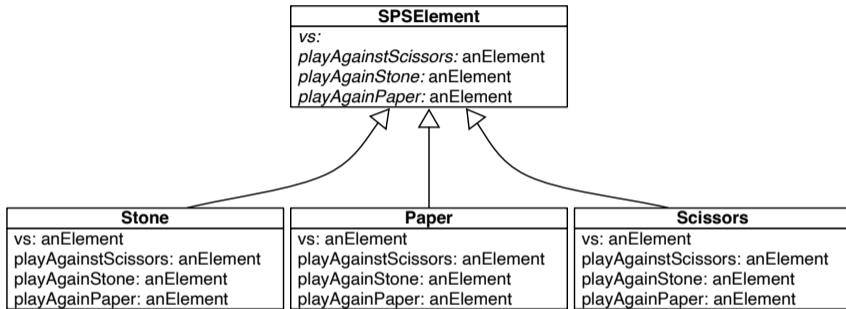 SPSElement
vs:
playAgainstScissors: anElement
playAgainStone: anElement
playAgainPaper: anElement
Stone
vs: anElement
playAgainstScissors: anElement
playAgainStone: anElement
playAgainPaper: anElement
Paper
vs: anElement
playAgainstScissors: anElement
playAgainStone: anElement
playAgainPaper: anElement
Scissors
vs: anElement
playAgainstScissors: anElement
playAgainStone: anElement
playAgainPaper: anElement